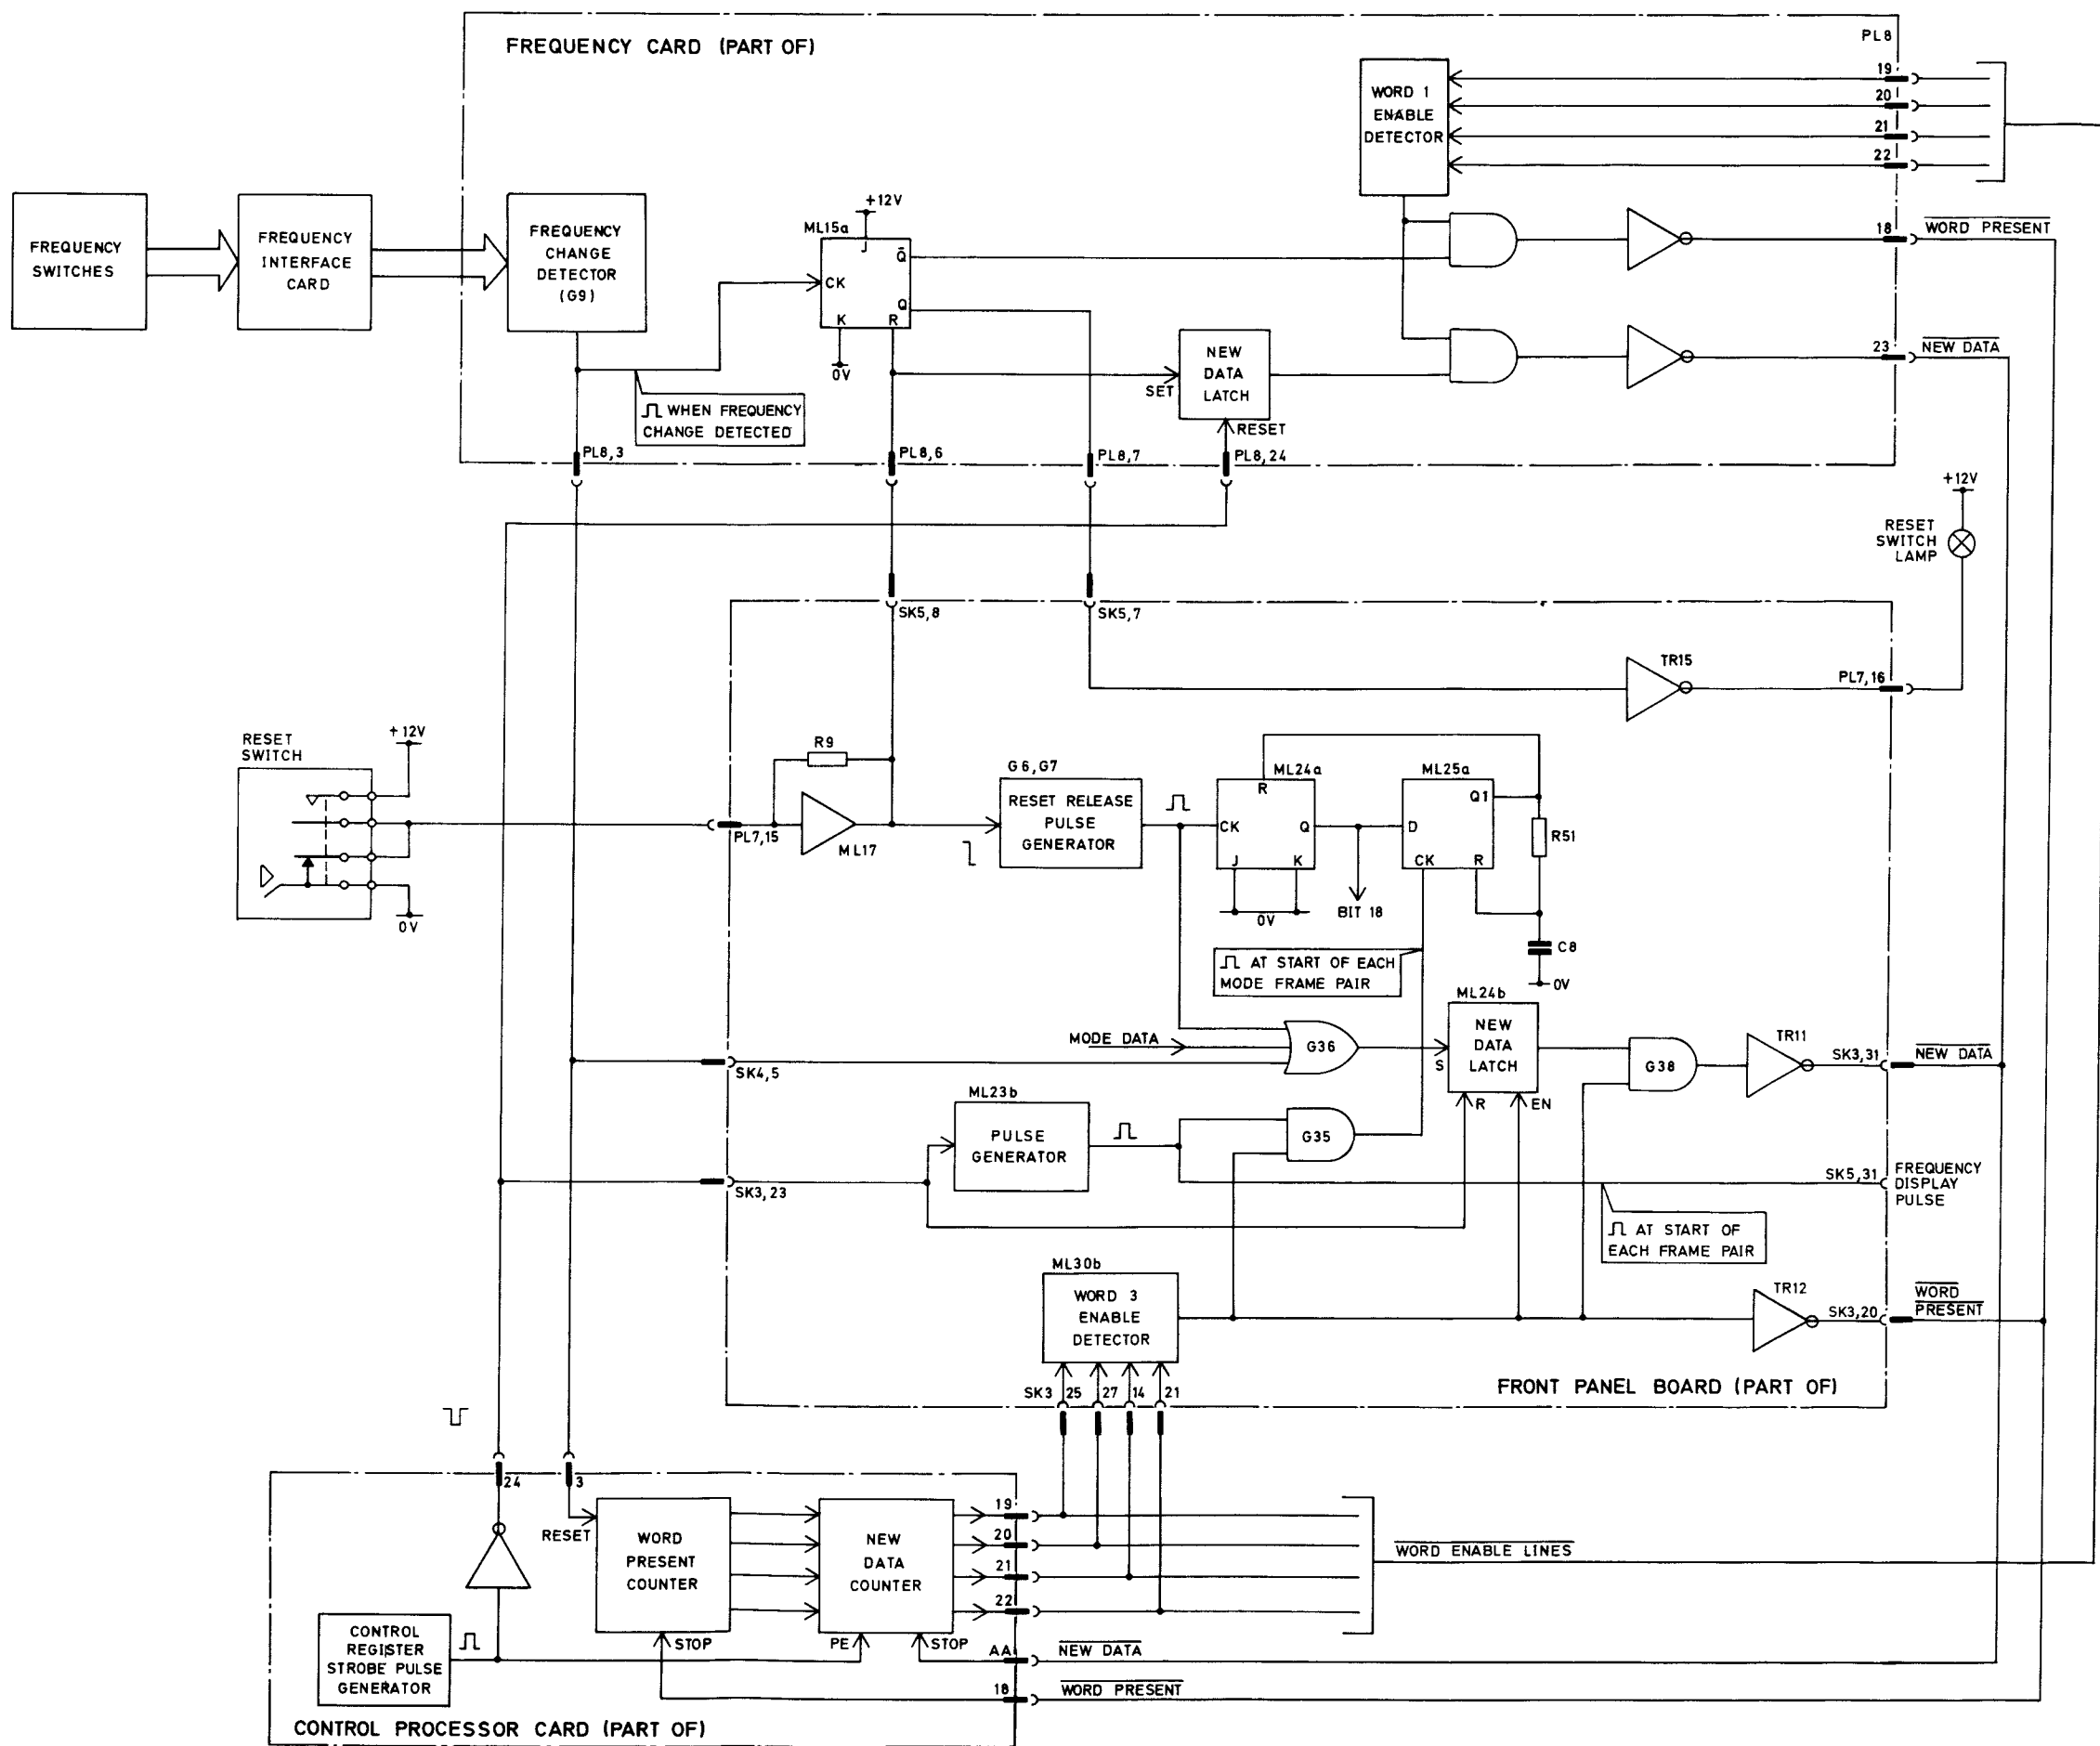 FREQUENCY CARD (PART OF)
PL8
19
20
21
22
WORD 1
ENABLE
DETECTOR
FREQUENCY
SWITCHES
FREQUENCY
INTERFACE
CARD
FREQUENCY
CHANGE
DETECTOR
(G9)
ML15a
+12V
J
Q̄
CK
Q
K
R
0V
WHEN FREQUENCY
CHANGE DETECTED
SET
NEW
DATA
LATCH
RESET
18
WORD PRESENT
23
NEW DATA
PL8,3
PL8,6
PL8,7
PL8,24
+12V
RESET
SWITCH
LAMP
SK5,8
SK5,7
TR15
PL7,16
RESET
SWITCH
+12V
0V
PL7,15
R9
ML17
G6,G7
RESET RELEASE
PULSE
GENERATOR
ML24a
R
CK
Q
J
K
0V
BIT 18
ML25a
Q1
D
CK
R
R51
C8
0V
AT START OF EACH
MODE FRAME PAIR
MODE DATA
G36
SK4,5
ML24b
NEW
DATA
LATCH
S
R
EN
G38
TR11
SK3,31
NEW DATA
ML23b
PULSE
GENERATOR
G35
SK3,23
SK5,31
FREQUENCY
DISPLAY
PULSE
AT START OF
EACH FRAME PAIR
ML30b
WORD 3
ENABLE
DETECTOR
TR12
SK3,20
WORD
PRESENT
SK3
25
27
14
21
FRONT PANEL BOARD (PART OF)
24
3
RESET
WORD
PRESENT
COUNTER
NEW
DATA
COUNTER
19
20
21
22
WORD ENABLE LINES
CONTROL
REGISTER
STROBE PULSE
GENERATOR
STOP
PE
STOP
AA
NEW DATA
18
WORD PRESENT
CONTROL PROCESSOR CARD (PART OF)